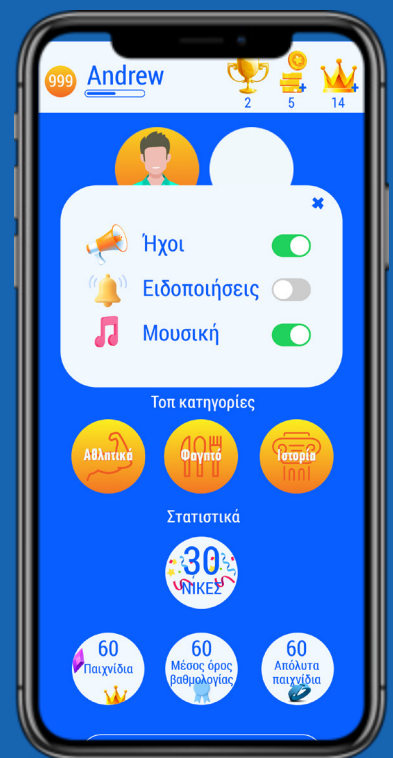 999
Andrew
2
5
14
Ήχοι
Ειδοποιήσεις
Μουσική
Τοπ κατηγορίες
Αθλητικά
Φαγητό
Ιστορία
Στατιστικά
30
ΝΙΚΕΣ
60
Παιχνίδια
60
Μέσος όρος
βαθμολογίας
60
Απόλυτα
παιχνίδια